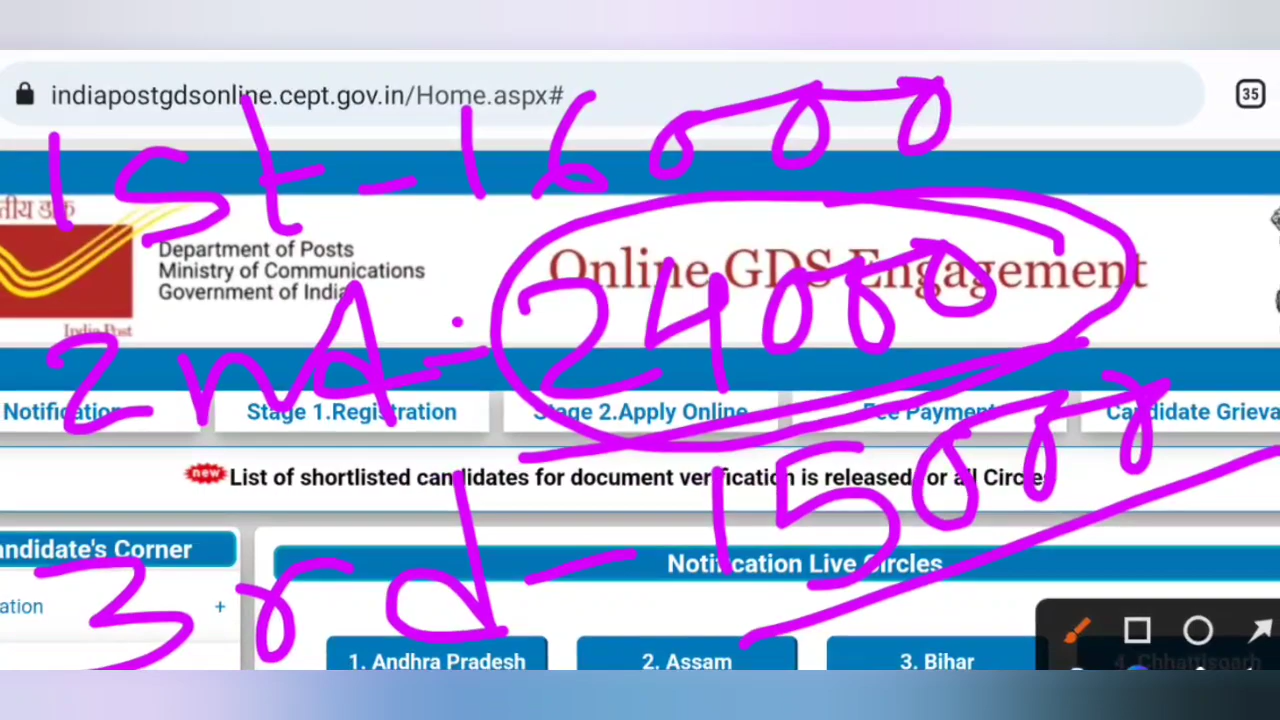 indiapostgdsonline.cept.gov.in/Home.aspx#
35
1st - 16000
Department of Posts
Ministry of Communications
Government of India
India Post
Online GDS Engagement
2nd - 24000
Notification
Stage 1.Registration
Stage 2.Apply Online
Fee Payment
Candidate Grieva
new List of shortlisted candidates for document verification is released for all Circles
3rd - 15000
andidate's Corner
ation +
Notification Live Circles
1. Andhra Pradesh
2. Assam
3. Bihar
4. Chhattisgarh